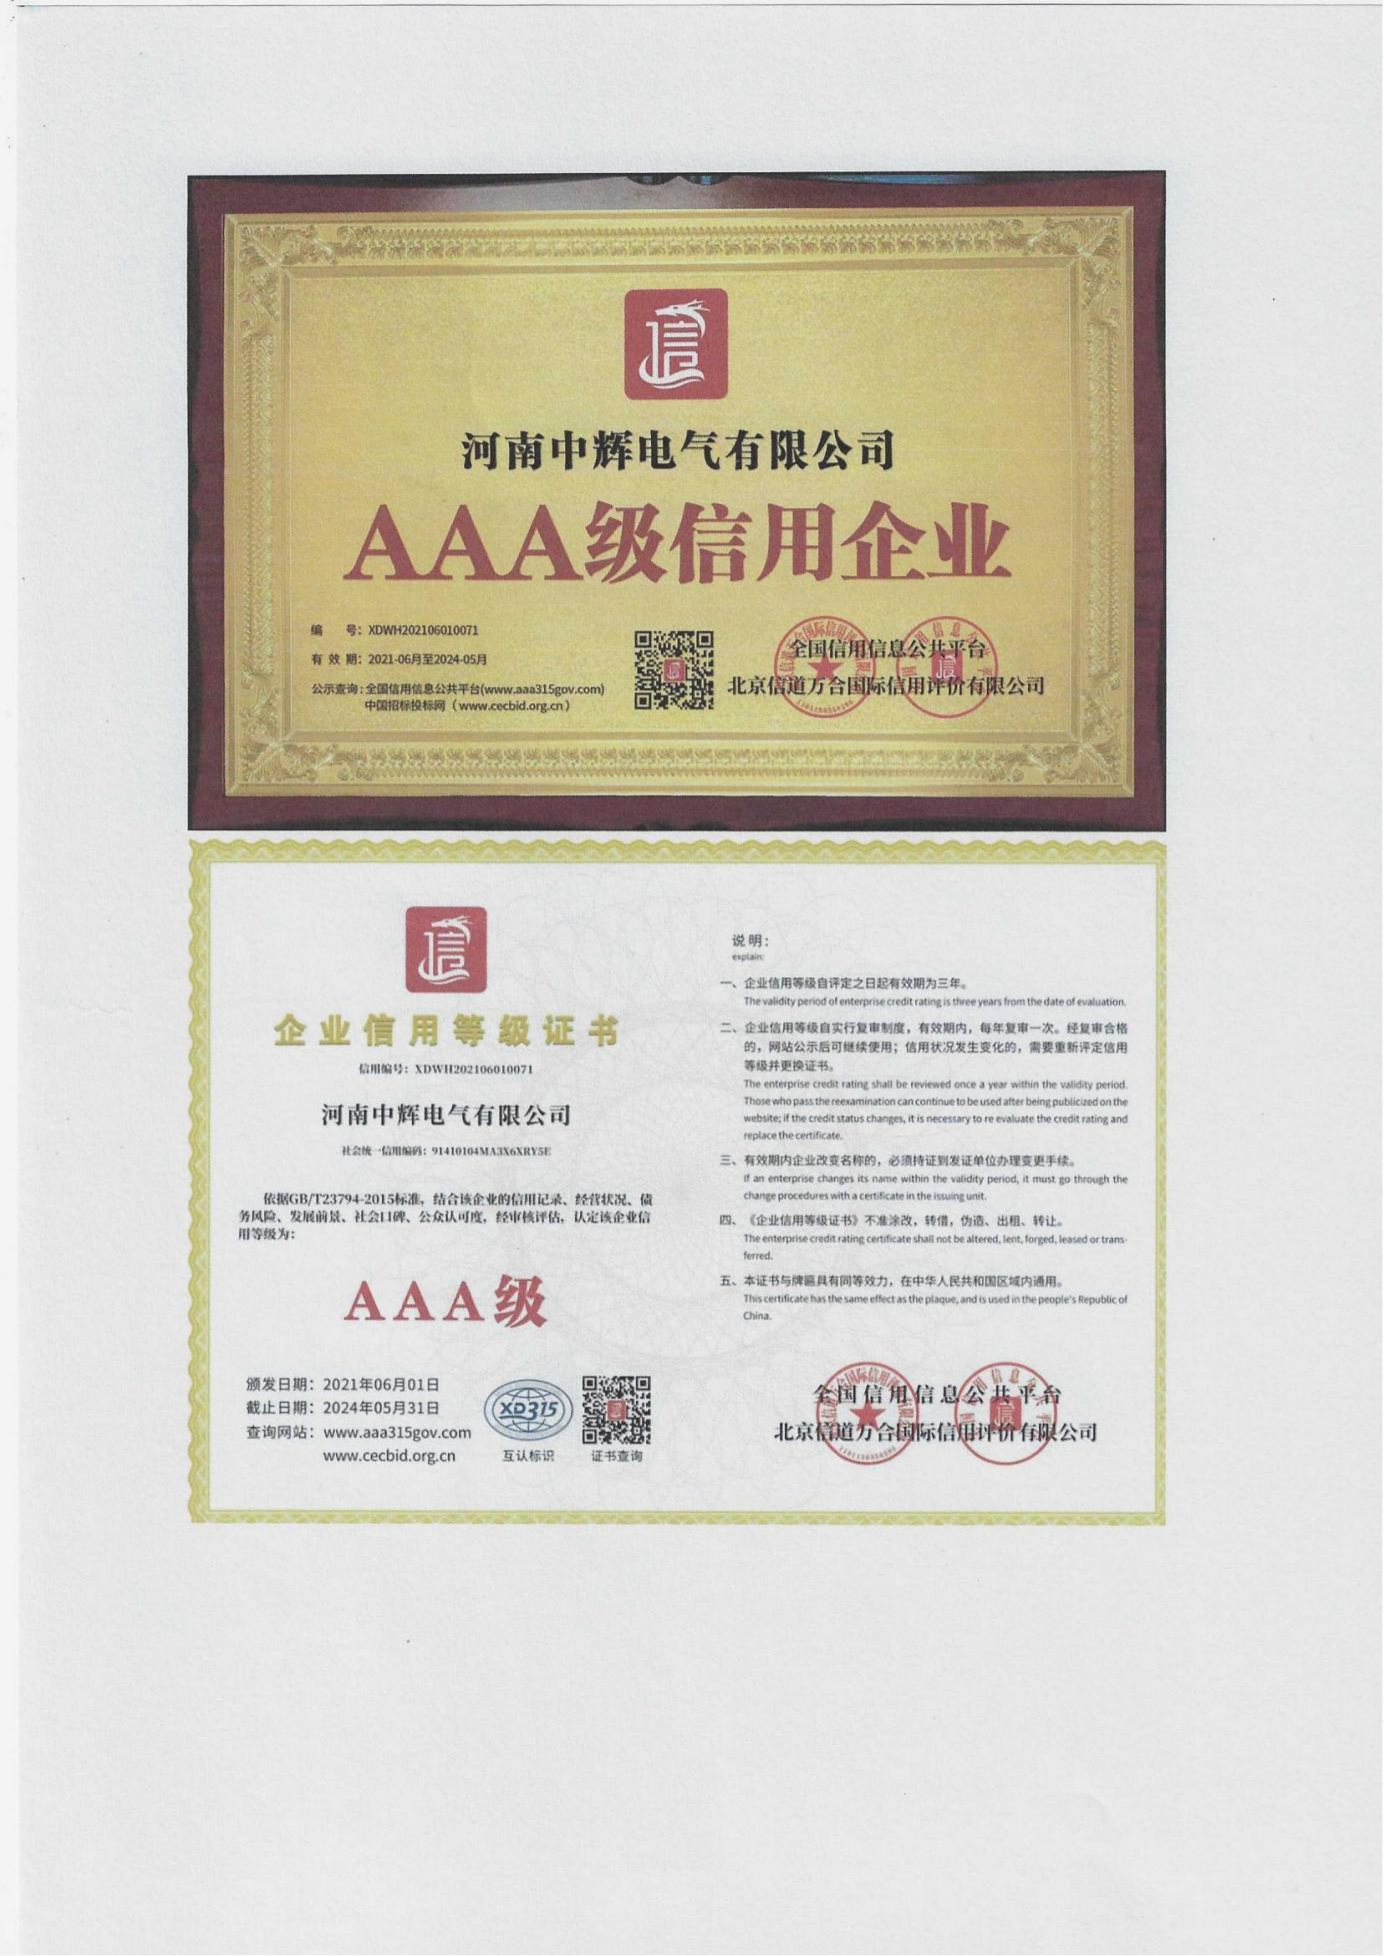 信
河南中辉电气有限公司
AAA级信用企业
编 号：XDWH202106010071
有 效 期：2021-06月至2024-05月
公示查询：全国信用信息公共平台(www.aaa315gov.com)
中国招标投标网（www.cecbid.org.cn）
全国信用信息公共平台
北京信道万合国际信用评价有限公司
信
企业信用等级证书
信用编号：XDWH202106010071
河南中辉电气有限公司
社会统一信用编码：91410104MA3X6XRY5E
依据GB/T23794-2015标准，结合该企业的信用记录、经营状况、债
务风险、发展前景、社会口碑、公众认可度，经审核评估，认定该企业信
用等级为：
AAA级
颁发日期：2021年06月01日
截止日期：2024年05月31日
查询网站：www.aaa315gov.com
www.cecbid.org.cn
XD315
互认标识
证书查询
说明：
explain:
一、企业信用等级自评定之日起有效期为三年。
The validity period of enterprise credit rating is three years from the date of evaluation.
二、企业信用等级自实行复审制度，有效期内，每年复审一次。经复审合格
的，网站公示后可继续使用；信用状况发生变化的，需要重新评定信用
等级并更换证书。
The enterprise credit rating shall be reviewed once a year within the validity period.
Those who pass the reexamination can continue to be used after being publicized on the
website; if the credit status changes, it is necessary to re evaluate the credit rating and
replace the certificate.
三、有效期内企业改变名称的，必须持证到发证单位办理变更手续。
If an enterprise changes its name within the validity period, it must go through the
change procedures with a certificate in the issuing unit.
四、《企业信用等级证书》不准涂改，转借，伪造、出租、转让。
The enterprise credit rating certificate shall not be altered, lent, forged, leased or trans-
ferred.
五、本证书与牌匾具有同等效力，在中华人民共和国区域内通用。
This certificate has the same effect as the plaque, and is used in the people's Republic of
China.
全国信用信息公共平台
北京信道万合国际信用评价有限公司